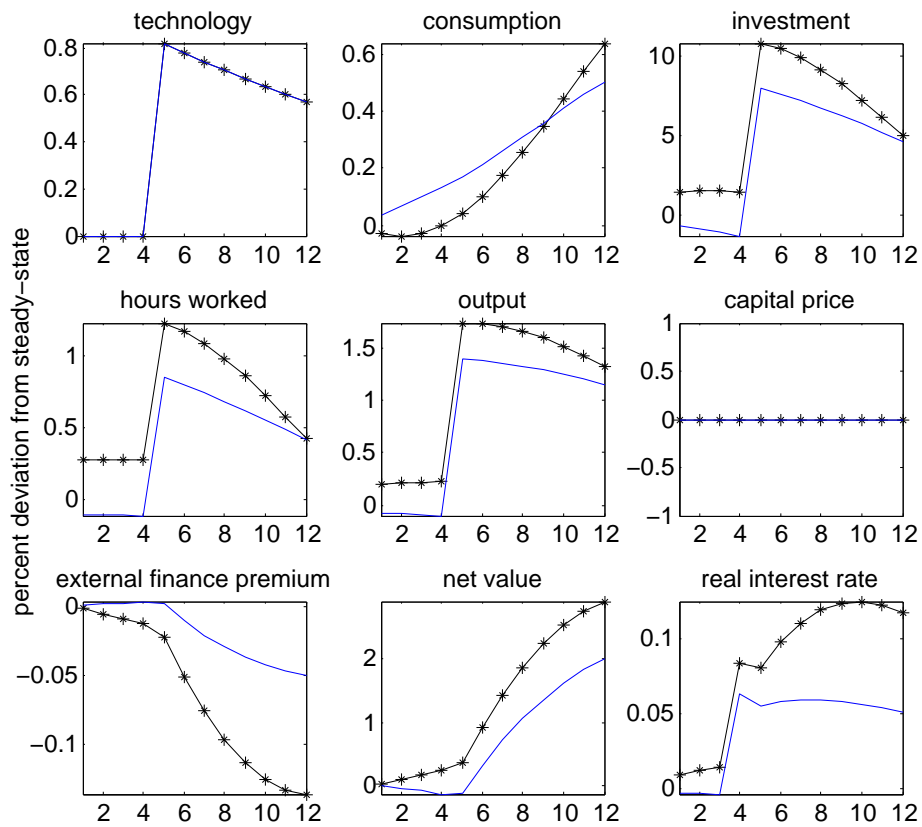 technology
consumption
investment
0.8
0.6
0.4
0.2
0
2 4 6 8 10 12
0.6
0.4
0.2
0
2 4 6 8 10 12
10
5
0
2 4 6 8 10 12
percent deviation from steady−state
hours worked
output
capital price
1
0.5
0
2 4 6 8 10 12
1.5
1
0.5
0
2 4 6 8 10 12
1
0.5
0
−0.5
−1
2 4 6 8 10 12
external finance premium
net value
real interest rate
0
−0.05
−0.1
2 4 6 8 10 12
2
1
0
2 4 6 8 10 12
0.1
0.05
0
2 4 6 8 10 12